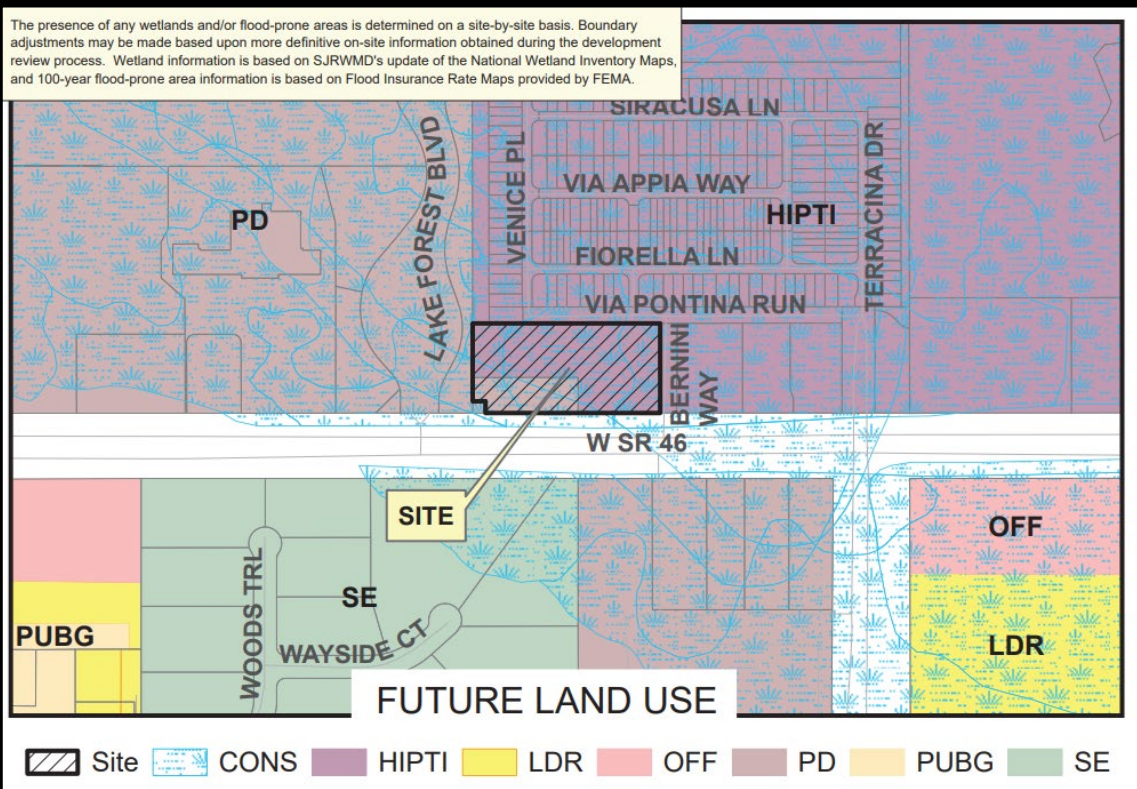 The presence of any wetlands and/or flood-prone areas is determined on a site-by-site basis. Boundary
adjustments may be made based upon more definitive on-site information obtained during the development
review process.  Wetland information is based on SJRWMD's update of the National Wetland Inventory Maps,
and 100-year flood-prone area information is based on Flood Insurance Rate Maps provided by FEMA.
SIRACUSA LN
LAKE FOREST BLVD
VENICE PL
TERRACINA DR
VIA APPIA WAY
PD
HIPTI
FIORELLA LN
VIA PONTINA RUN
BERNINI
WAY
W SR 46
SITE
OFF
WOODS TRL
SE
PUBG
WAYSIDE CT
LDR
FUTURE LAND USE
Site CONS HIPTI LDR OFF PD PUBG SE